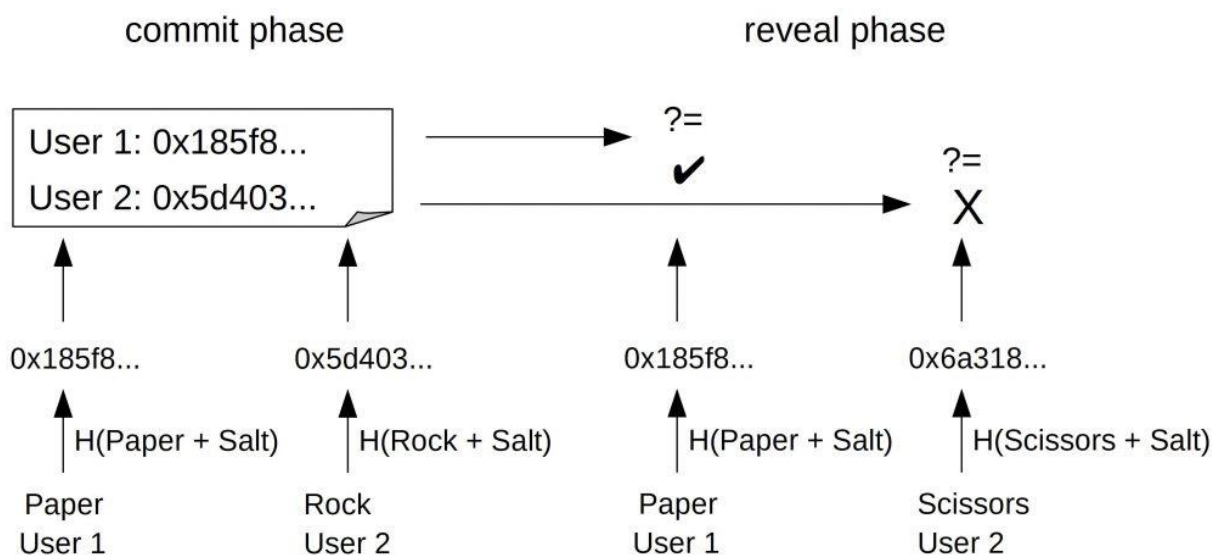 commit phase
reveal phase
User 1: 0x185f8...
User 2: 0x5d403...
?=
✔
?=
X
0x185f8...
0x5d403...
0x185f8...
0x6a318...
H(Paper + Salt)
H(Rock + Salt)
H(Paper + Salt)
H(Scissors + Salt)
Paper
User 1
Rock
User 2
Paper
User 1
Scissors
User 2